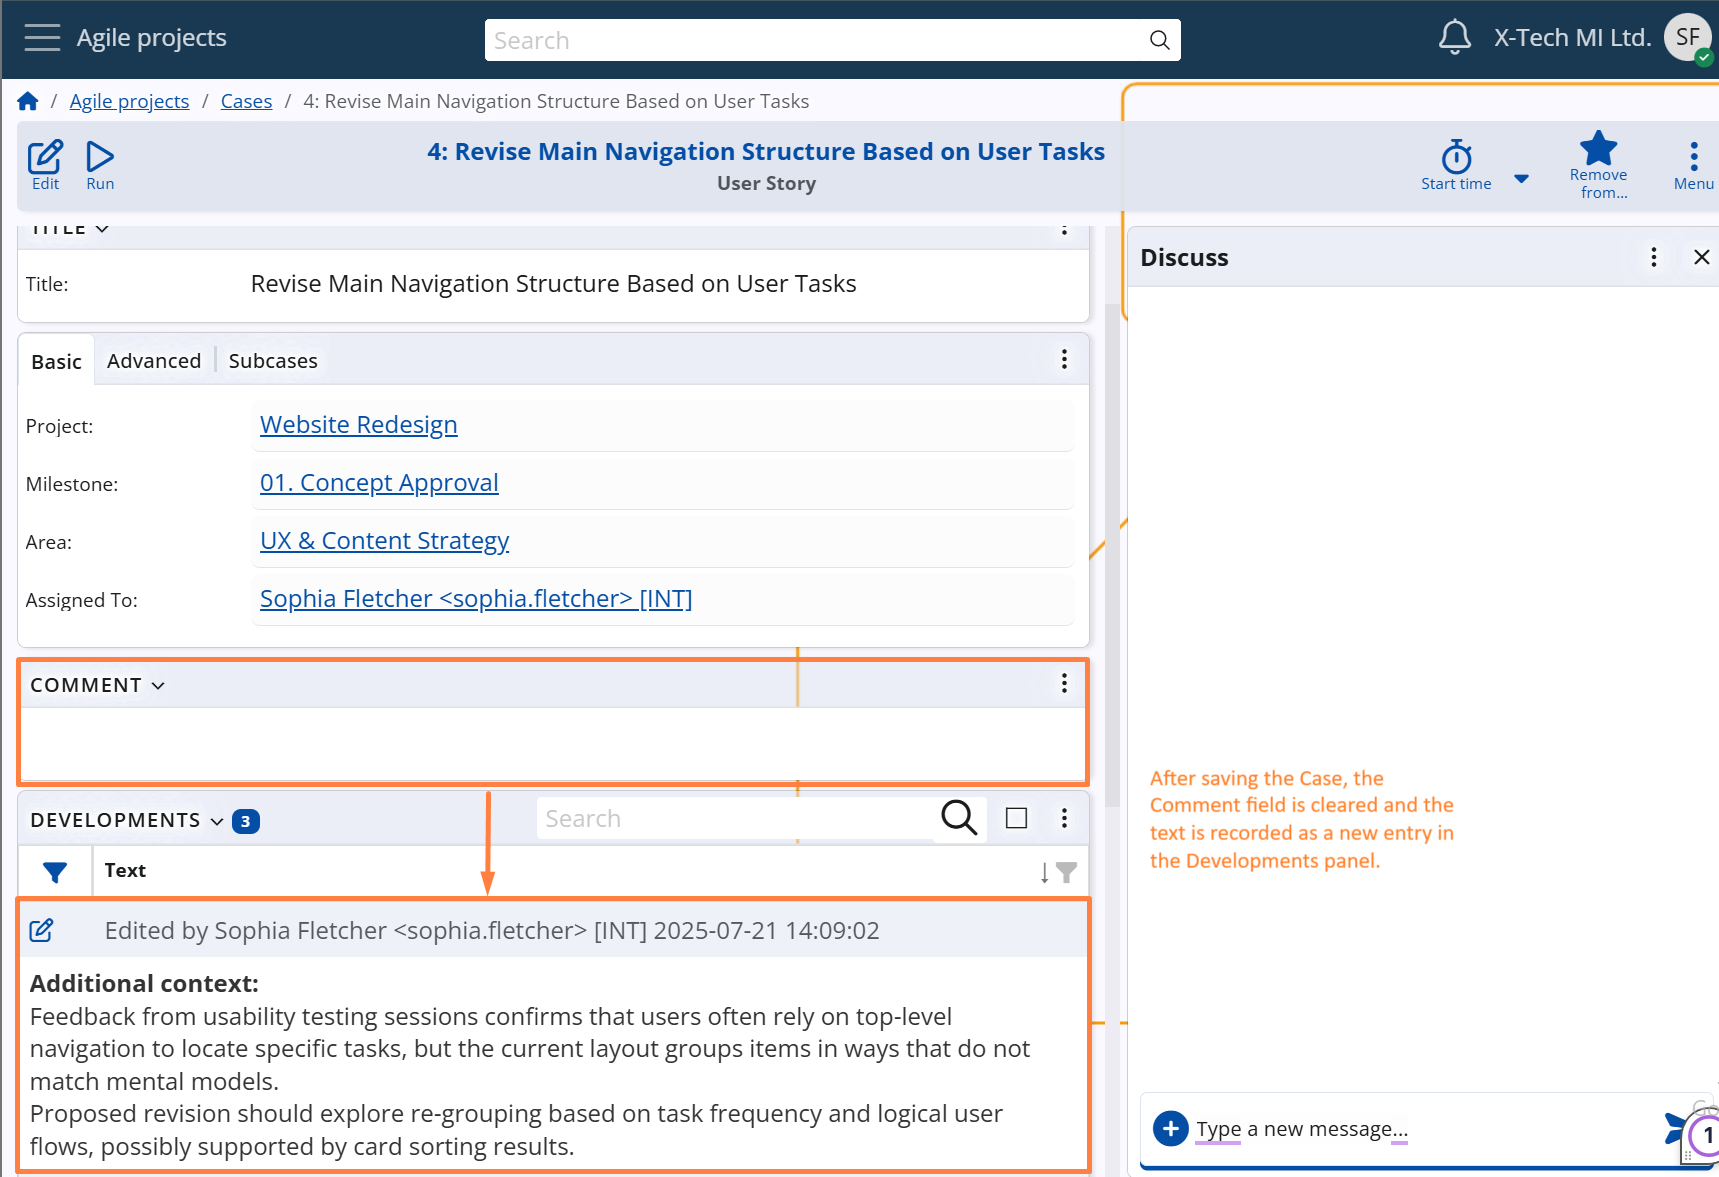 Agile projects
Search
X-Tech MI Ltd.
SF
/ Agile projects / Cases / 4: Revise Main Navigation Structure Based on User Tasks
Edit
Run
4: Revise Main Navigation Structure Based on User Tasks
User Story
Start time
Remove
from...
Menu
TITLE
Title:
Revise Main Navigation Structure Based on User Tasks
Basic
Advanced
Subcases
Project:
Website Redesign
Milestone:
01. Concept Approval
Area:
UX & Content Strategy
Assigned To:
Sophia Fletcher <sophia.fletcher> [INT]
COMMENT
DEVELOPMENTS
3
Search
Text
Edited by Sophia Fletcher <sophia.fletcher> [INT] 2025-07-21 14:09:02
Additional context:
Feedback from usability testing sessions confirms that users often rely on top-level
navigation to locate specific tasks, but the current layout groups items in ways that do not
match mental models.
Proposed revision should explore re-grouping based on task frequency and logical user
flows, possibly supported by card sorting results.
Discuss
After saving the Case, the
Comment field is cleared and the
text is recorded as a new entry in
the Developments panel.
Type a new message...
1